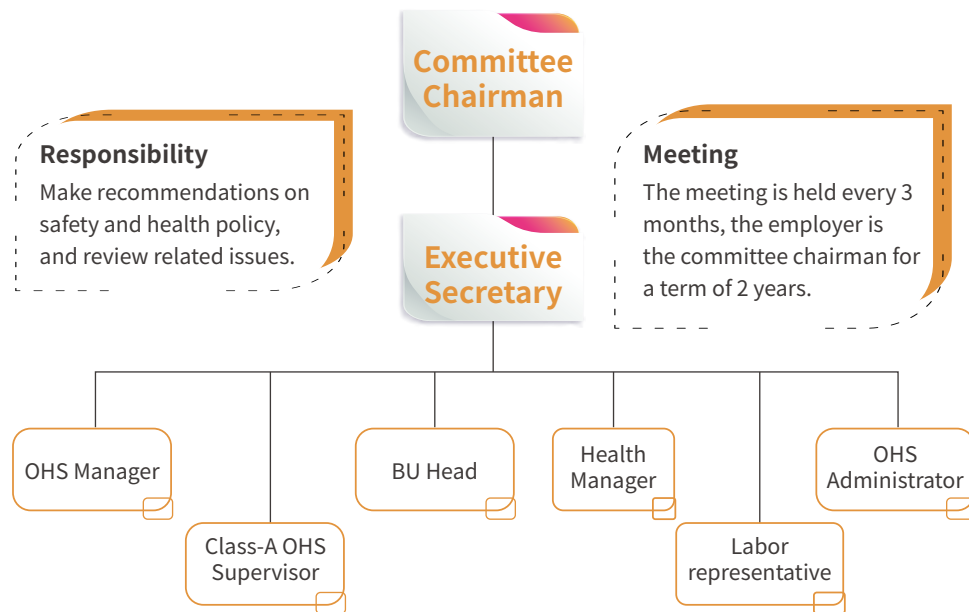 Committee
Chairman
Responsibility
Make recommendations on
safety and health policy,
and review related issues.
Meeting
The meeting is held every 3
months, the employer is
the committee chairman for
a term of 2 years.
Executive
Secretary
OHS Manager
BU Head
Health
Manager
OHS
Administrator
Class-A OHS
Supervisor
Labor
representative